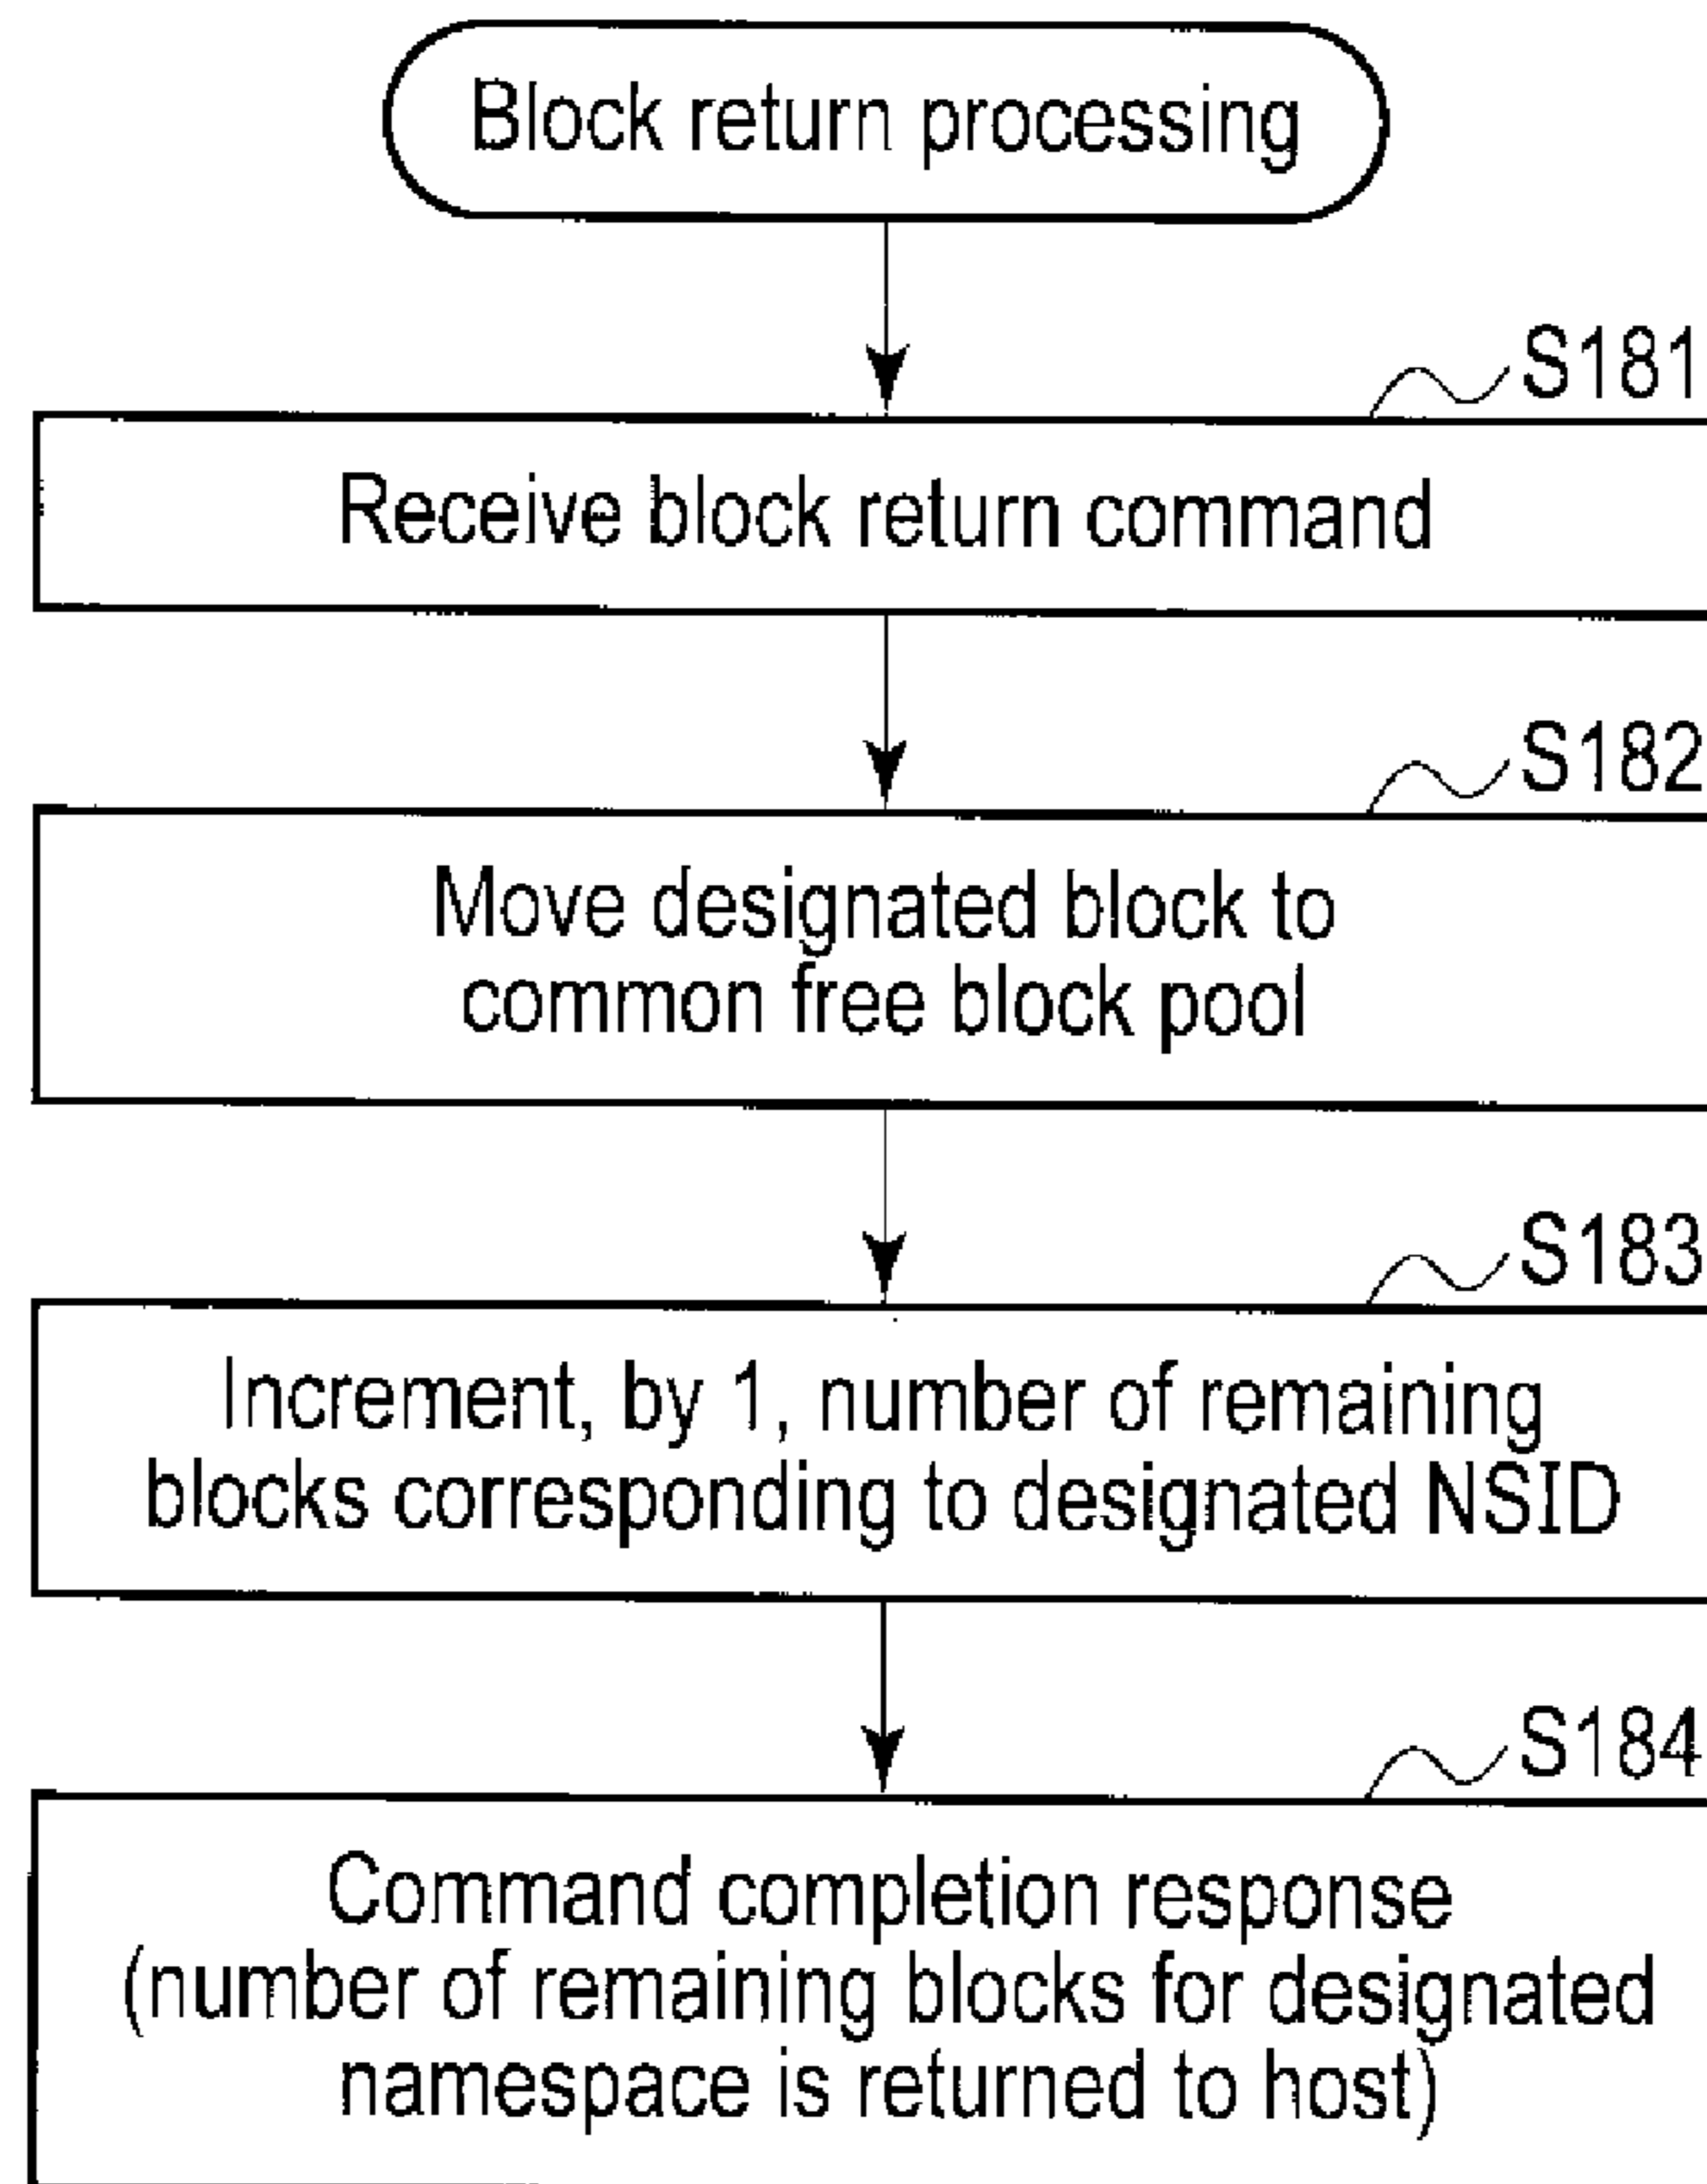 Block return processing
S181
Receive block return command
S182
Move designated block to
common free block pool
S183
Increment, by 1, number of remaining
blocks corresponding to designated NSID
S184
Command completion response
(number of remaining blocks for designated
namespace is returned to host)